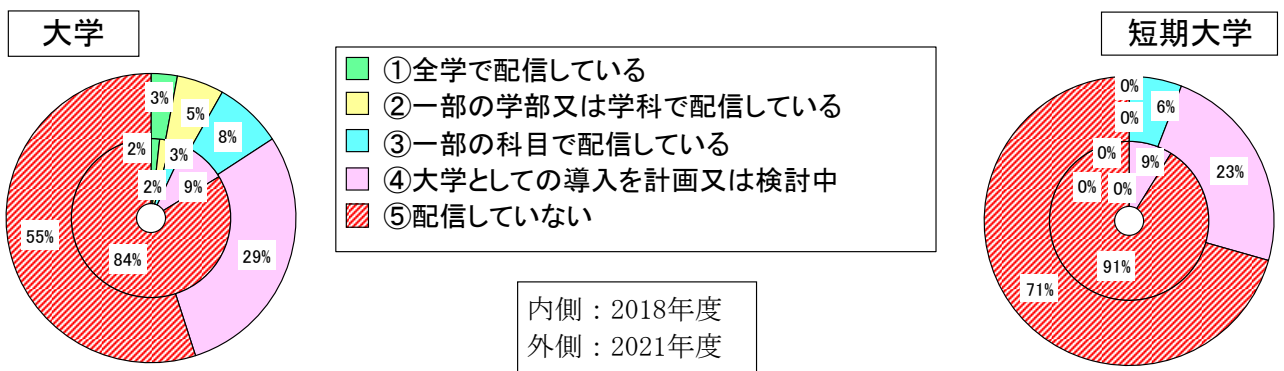 大学
短期大学
①全学で配信している
②一部の学部又は学科で配信している
③一部の科目で配信している
④大学としての導入を計画又は検討中
⑤配信していない
3%
5%
8%
2%
3%
2%
9%
55%
84%
29%
0%
6%
0%
0%
9%
0%
0%
23%
91%
71%
内側：2018年度
外側：2021年度